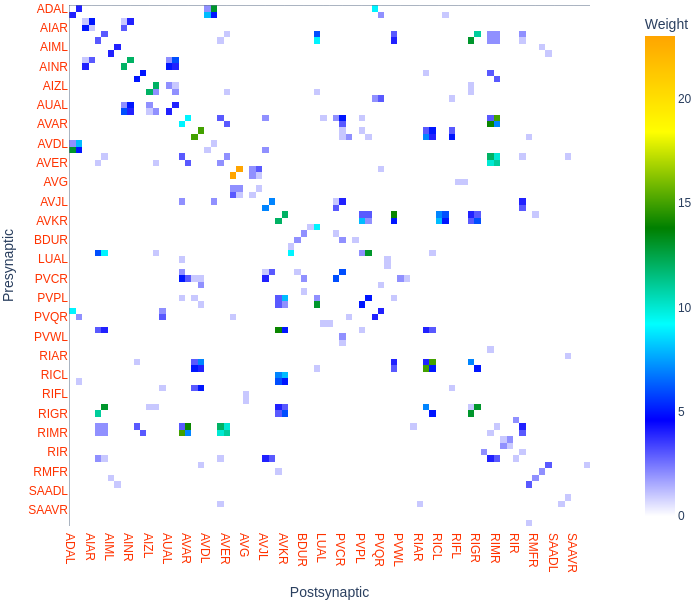 Weight
ADAL
AIAR
AIML
AINR
AIZL
AUAL
AVAR
AVDL
AVER
AVG
AVJL
AVKR
BDUR
LUAL
PVCR
PVPL
PVQR
PVWL
RIAR
RICL
RIFL
RIGR
RIMR
RIR
RMFR
SAADL
SAAVR
Presynaptic
20
15
10
5
0
ADAL
AIAR
AIML
AINR
AIZL
AUAL
AVAR
AVDL
AVER
AVG
AVJL
AVKR
BDUR
LUAL
PVCR
PVPL
PVQR
PVWL
RIAR
RICL
RIFL
RIGR
RIMR
RIR
RMFR
SAADL
SAAVR
Postsynaptic